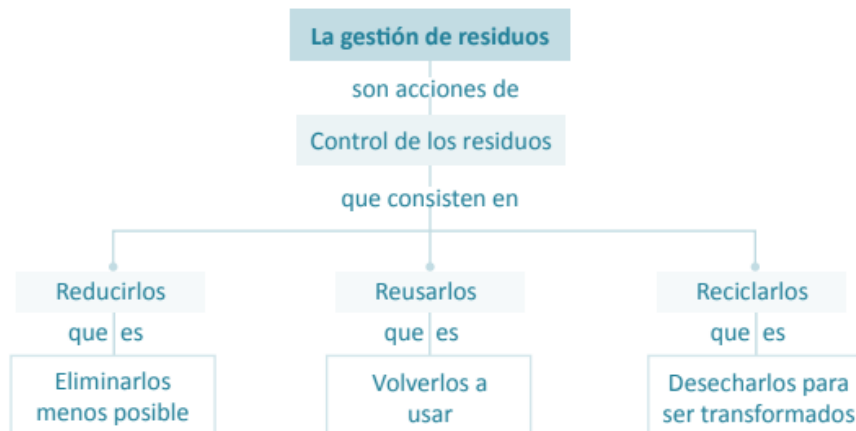 La gestión de residuos
son acciones de
Control de los residuos
que consisten en
Reducirlos
que es
Eliminarlos
menos posible
Reusarlos
que es
Volverlos a
usar
Reciclarlos
que es
Desecharlos para
ser transformados